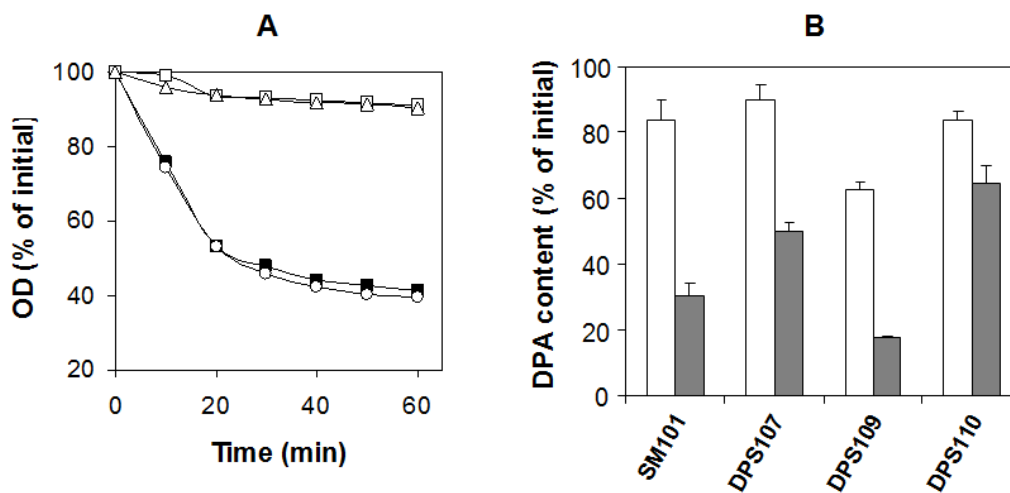 A
OD (% of initial)
100
80
60
40
20
0 20 40 60
Time (min)
B
DPA content (% of initial)
100
80
60
40
20
0
SM101 DPS107 DPS109 DPS110